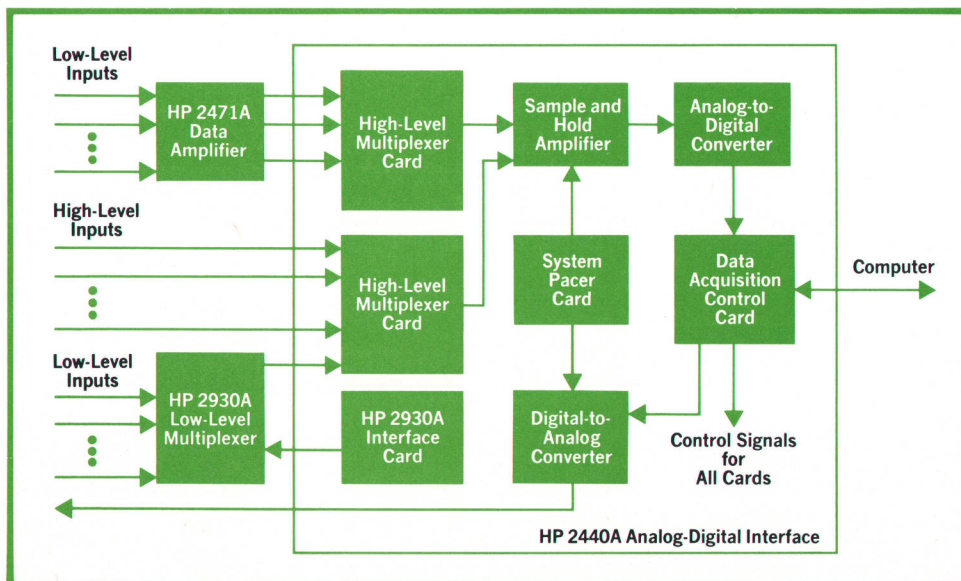 Low-Level
Inputs
HP 2471A
Data
Amplifier
High-Level
Multiplexer
Card
Sample and
Hold
Amplifier
Analog-to-
Digital
Converter
High-Level
Inputs
High-Level
Multiplexer
Card
System
Pacer
Card
Data
Acquisition
Control
Card
Computer
Low-Level
Inputs
HP 2930A
Low-Level
Multiplexer
HP 2930A
Interface
Card
Digital-to-
Analog
Converter
Control Signals
for
All Cards
HP 2440A Analog-Digital Interface